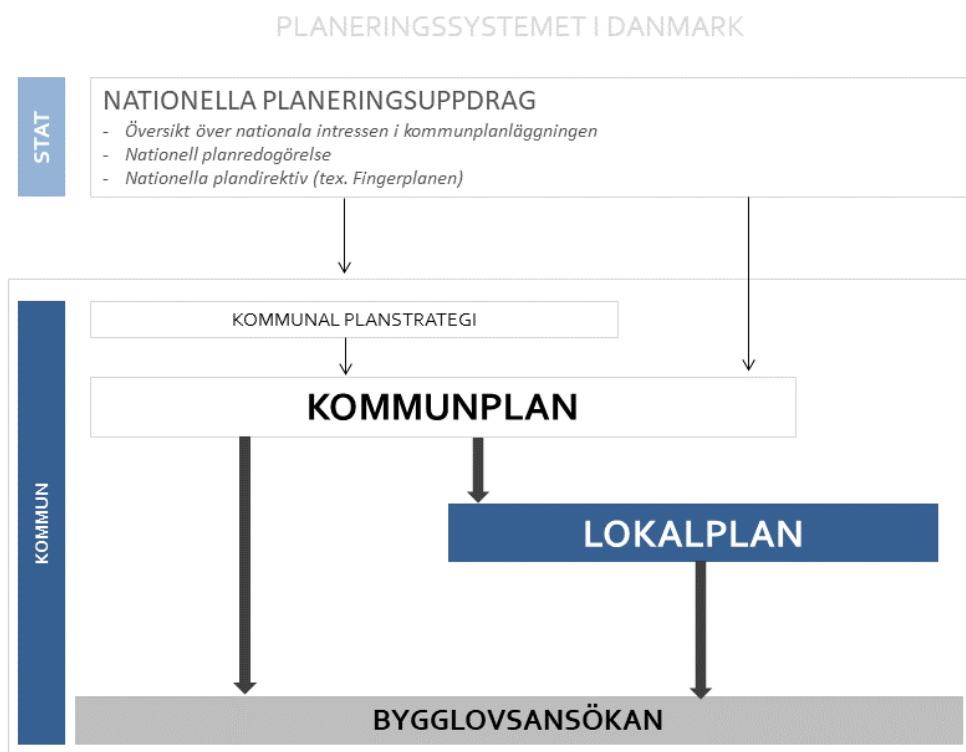 PLANERINGSSYSTEMET I DANMARK
STAT
NATIONELLA PLANERINGSUPPDRAG
- Översikt över nationala intressen i kommunplanläggningen
- Nationell planredogörelse
- Nationella plandirektiv (tex. Fingerplanen)
KOMMUN
KOMMUNAL PLANSTRATEGI
KOMMUNPLAN
LOKALPLAN
BYGGLOVSANSÖKAN